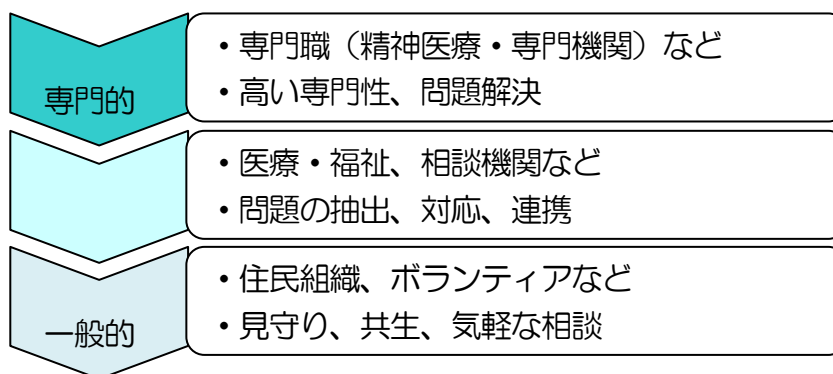 専門的
・専門職（精神医療・専門機関）など
・高い専門性、問題解決
・医療・福祉、相談機関など
・問題の抽出、対応、連携
一般的
・住民組織、ボランティアなど
・見守り、共生、気軽な相談